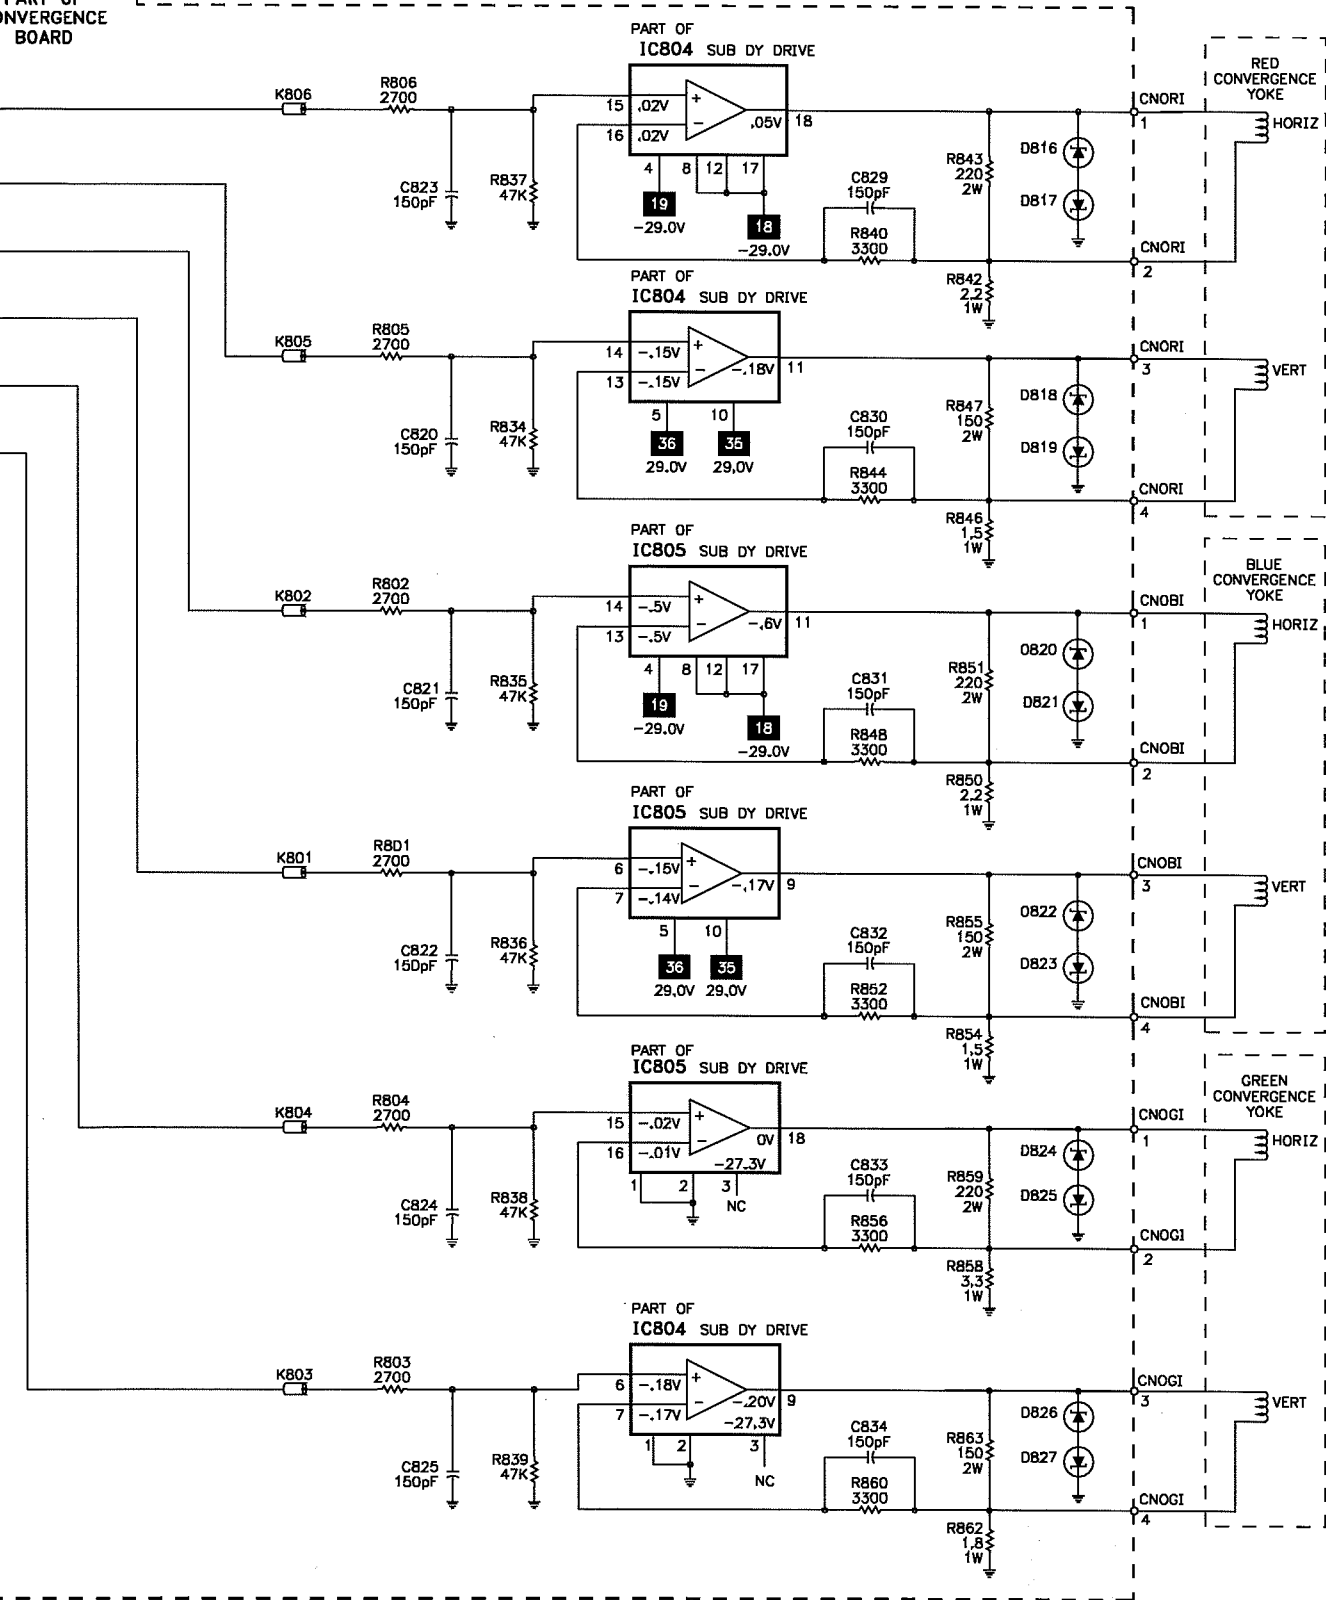 PART OF
CONVERGENCE
BOARD
PART OF
IC804 SUB DY DRIVE
K806
R806
2700
C823
150pF
R837
47K
15 .02V
+
16 .02V
−
.05V 18
4 8 12 17
19
−29.0V
18
−29.0V
C829
150pF
R840
3300
R843
220
2W
R842
2.2
1W
D816
D817
CNORI
1
CNORI
2
RED
CONVERGENCE
YOKE
HORIZ
PART OF
IC804 SUB DY DRIVE
K805
R805
2700
C820
150pF
R834
47K
14 −.15V
+
13 −.15V
−
−.18V 11
5 10
36 35
29.0V 29.0V
C830
150pF
R844
3300
R847
150
2W
R846
1.5
1W
D818
D819
CNORI
3
CNORI
4
VERT
PART OF
IC805 SUB DY DRIVE
K802
R802
2700
C821
150pF
R835
47K
14 −.5V
+
13 −.5V
−
−.6V 11
4 8 12 17
19
−29.0V
18
−29.0V
C831
150pF
R848
3300
R851
220
2W
R850
2.2
1W
D820
D821
CNOBI
1
CNOBI
2
BLUE
CONVERGENCE
YOKE
HORIZ
PART OF
IC805 SUB DY DRIVE
K801
R801
2700
C822
150pF
R836
47K
6 −.15V
+
7 −.14V
−
−.17V 9
5 10
36 35
29.0V 29.0V
C832
150pF
R852
3300
R855
150
2W
R854
1.5
1W
D822
D823
CNOBI
3
CNOBI
4
VERT
PART OF
IC805 SUB DY DRIVE
K804
R804
2700
C824
150pF
R838
47K
15 −.02V
+
16 −.01V
−
0V 18
−27.3V
1 2 3
NC
C833
150pF
R856
3300
R859
220
2W
R858
3.3
1W
D824
D825
CNOGI
1
CNOGI
2
GREEN
CONVERGENCE
YOKE
HORIZ
PART OF
IC804 SUB DY DRIVE
K803
R803
2700
C825
150pF
R839
47K
6 −.18V
+
7 −.17V
−
−.20V 9
−27.3V
1 2 3
NC
C834
150pF
R860
3300
R863
150
2W
R862
1.8
1W
D826
D827
CNOGI
3
CNOGI
4
VERT